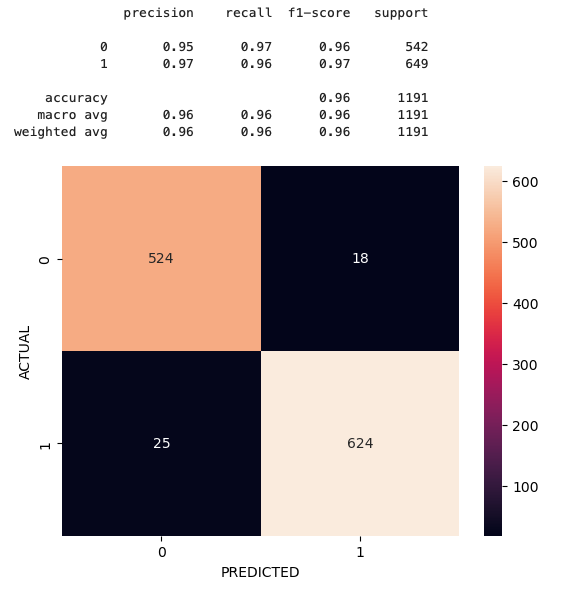 precision recall f1-score support
0 0.95 0.97 0.96 542
1 0.97 0.96 0.97 649
accuracy 0.96 1191
macro avg 0.96 0.96 0.96 1191
weighted avg 0.96 0.96 0.96 1191
600
500
400
300
200
100
ACTUAL
0 524 18
1 25 624
0 1
PREDICTED